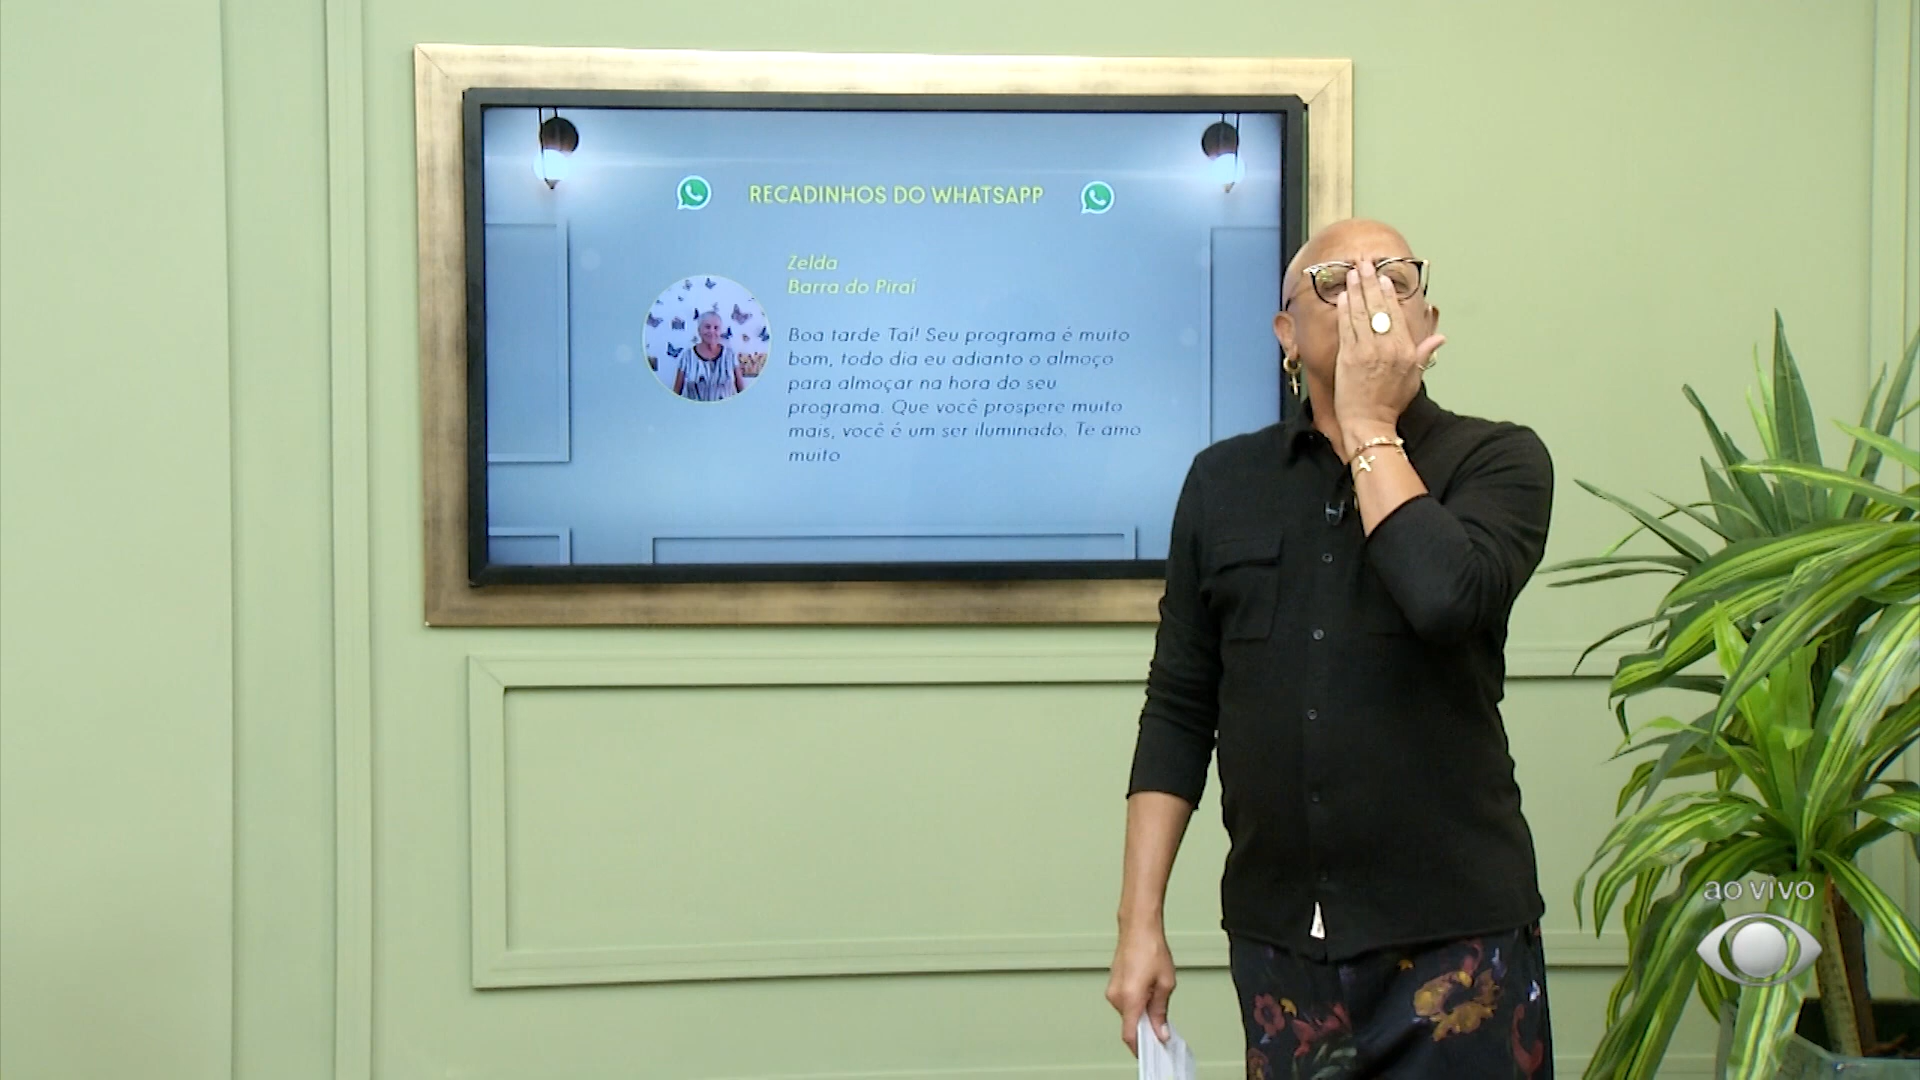 RECADINHOS DO WHATSAPP
Zelda
Barra do Piraí
Boa tarde Taí! Seu programa é muito
bom, todo dia eu adianto o almoço
para almoçar na hora do seu
programa. Que você prospere muito
mais, você é um ser iluminado. Te amo
muito
ao vivo